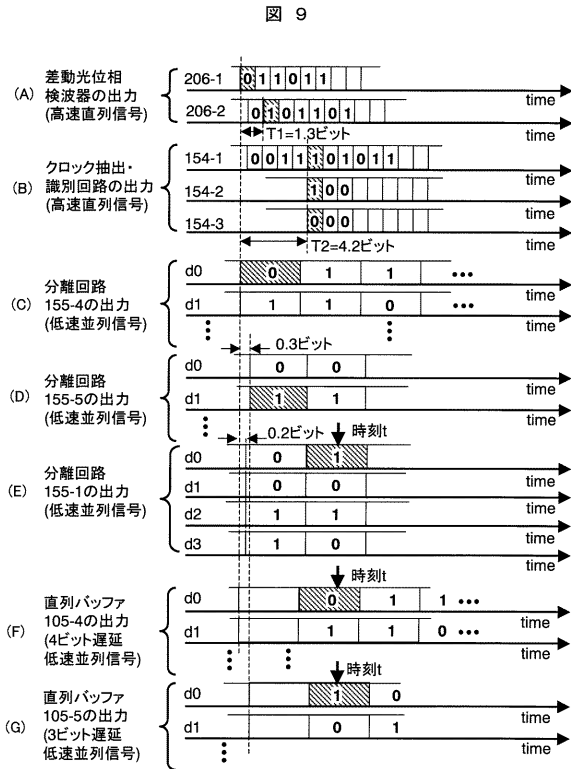 図 9
(A) 差動光位相
検波器の出力
(高速直列信号)
206-1 0 1 1 0 1 1
time
206-2 0 1 0 1 1 0 1
time
T1=1.3ビット
(B) クロック抽出・
識別回路の出力
(高速直列信号)
154-1 0 0 1 1 1 0 1 0 1 1
time
154-2 1 0 0
time
154-3 0 0 0
time
T2=4.2ビット
(C) 分離回路
155-4の出力
(低速並列信号)
d0 0 1 1
time
d1 1 1 0
time
0.3ビット
(D) 分離回路
155-5の出力
(低速並列信号)
d0 0 0
time
d1 1 1
time
0.2ビット
時刻t
(E) 分離回路
155-1の出力
(低速並列信号)
d0 0 1
time
d1 0 0
time
d2 1 1
time
d3 1 0
time
時刻t
(F) 直列バッファ
105-4の出力
(4ビット遅延
低速並列信号)
d0 0 1 1
time
d1 1 1 0
time
時刻t
(G) 直列バッファ
105-5の出力
(3ビット遅延
低速並列信号)
d0 1 0
time
d1 0 1
time